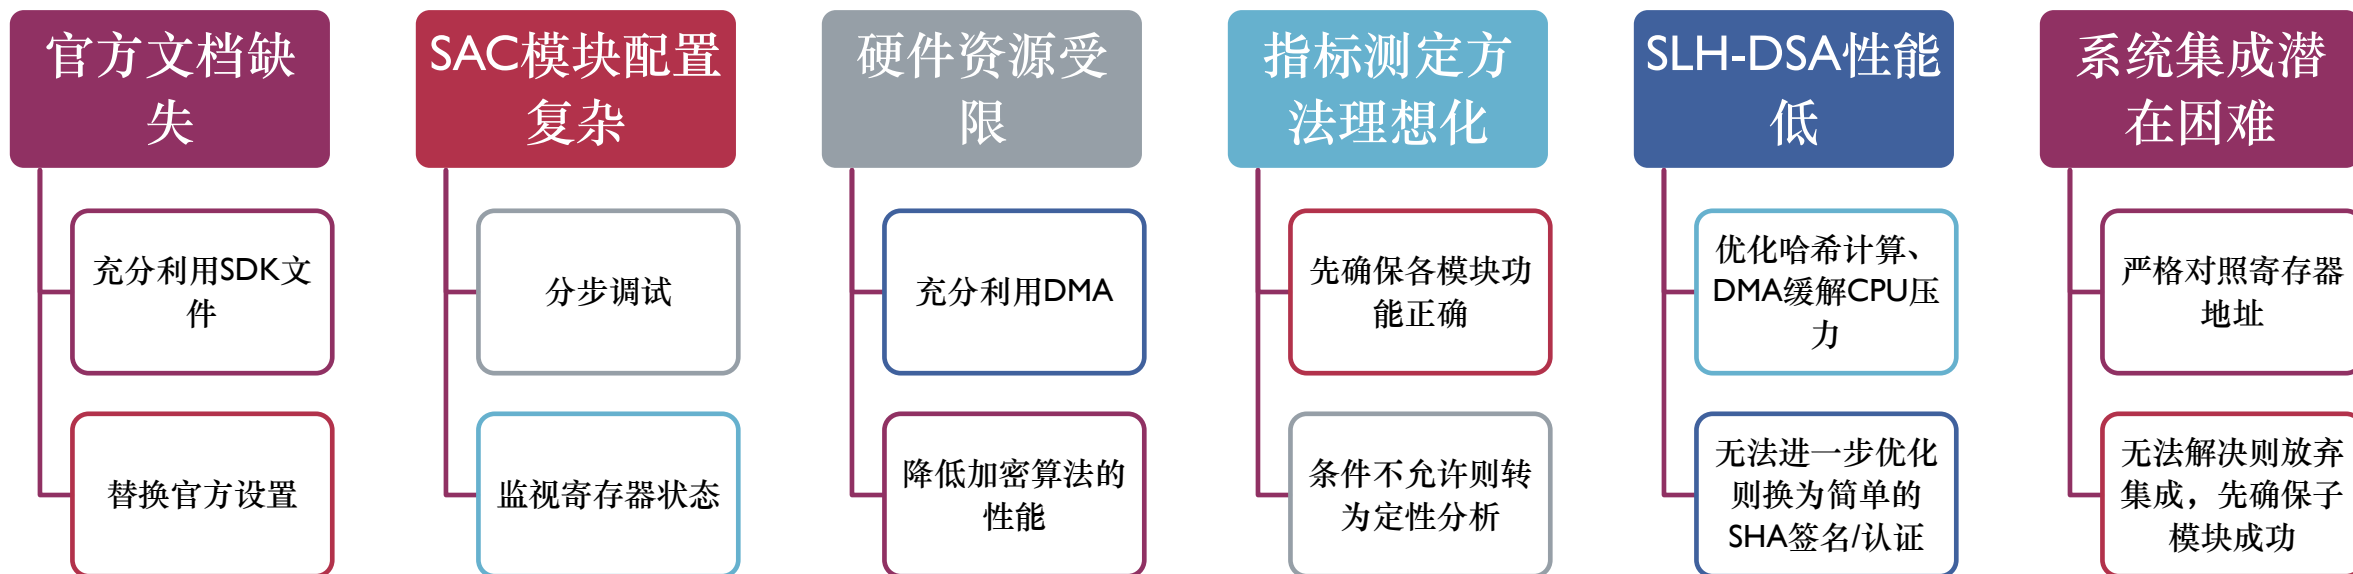 官方文档缺
失
充分利用SDK文
件
替换官方设置
SAC模块配置
复杂
分步调试
监视寄存器状态
硬件资源受
限
充分利用DMA
降低加密算法的
性能
指标测定方
法理想化
先确保各模块功
能正确
条件不允许则转
为定性分析
SLH-DSA性能
低
优化哈希计算、
DMA缓解CPU压
力
无法进一步优化
则换为简单的
SHA签名/认证
系统集成潜
在困难
严格对照寄存器
地址
无法解决则放弃
集成，先确保子
模块成功